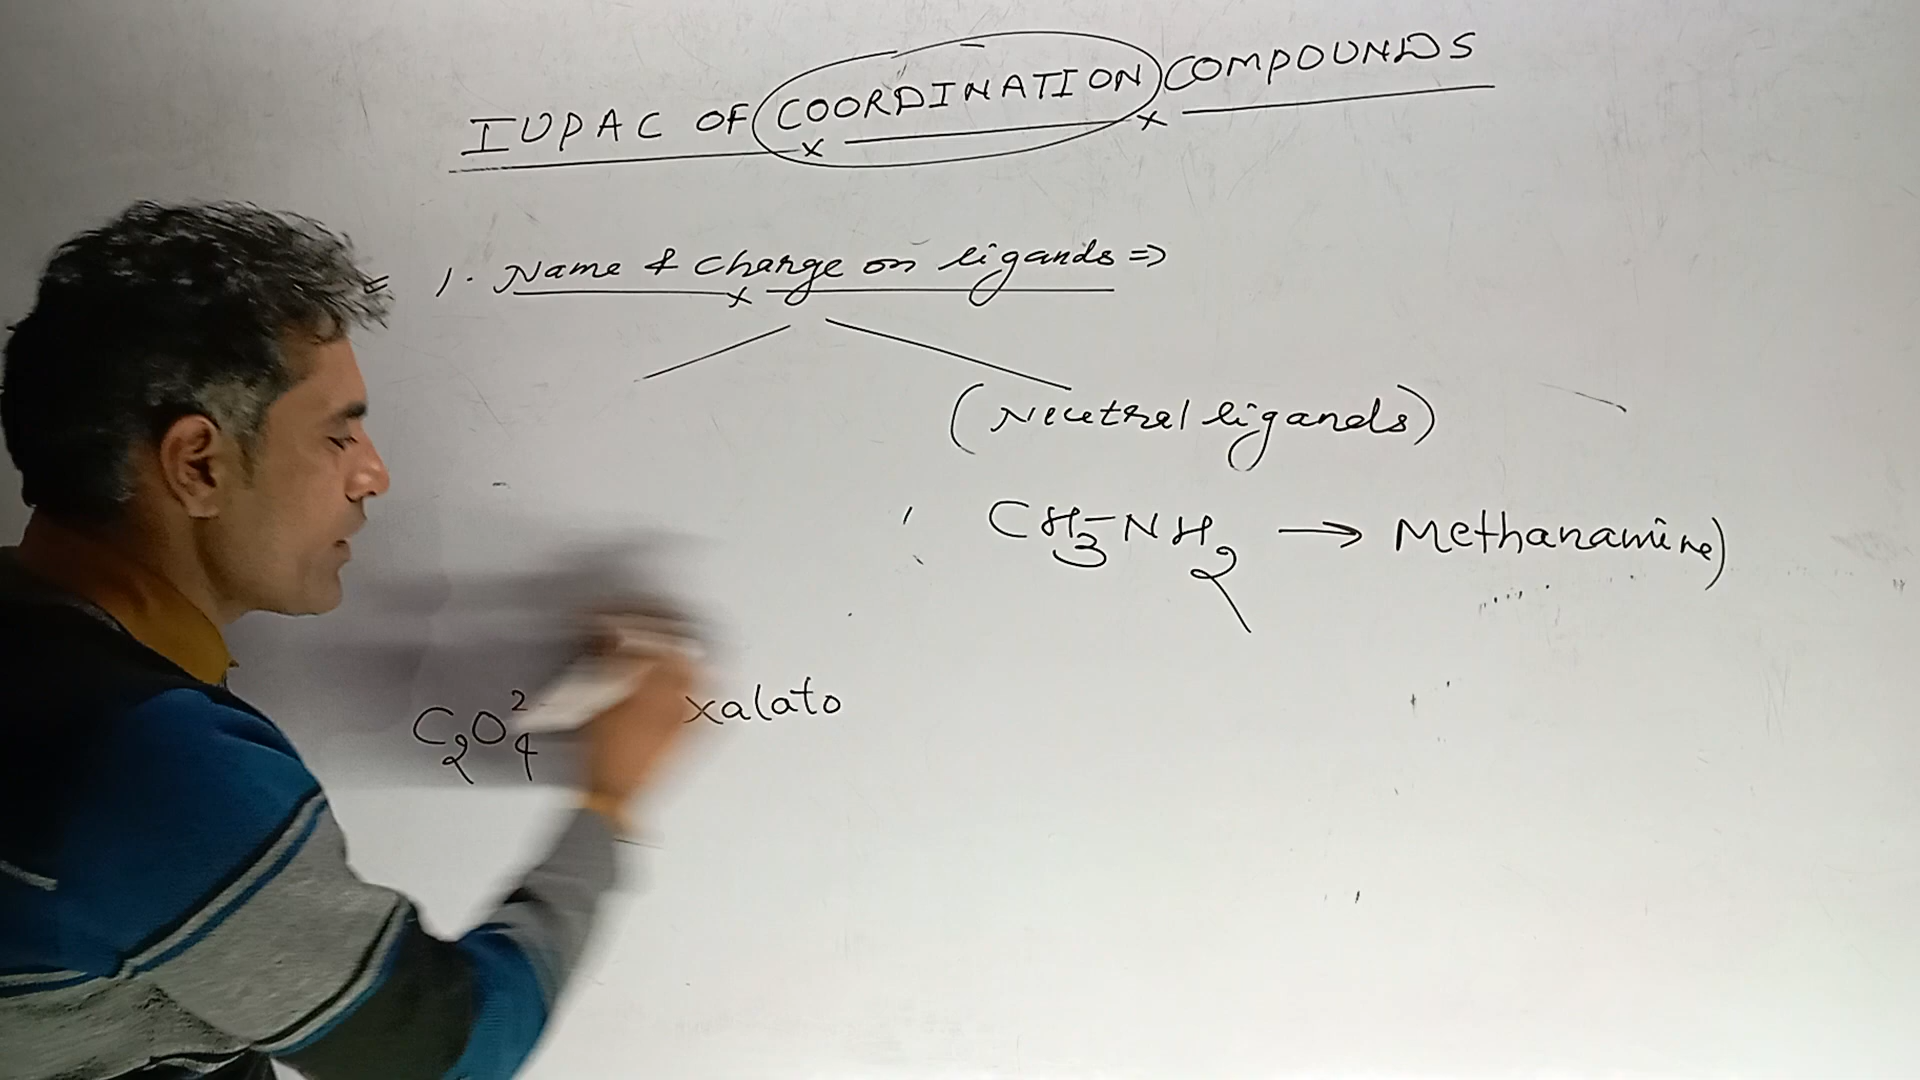 IUPAC OF COORDINATION COMPOUNDS
1. Name & Charge on ligands ⇒
(Neutral ligands)
CH3-NH2 → Methanamine)
C2O4 2- xalato